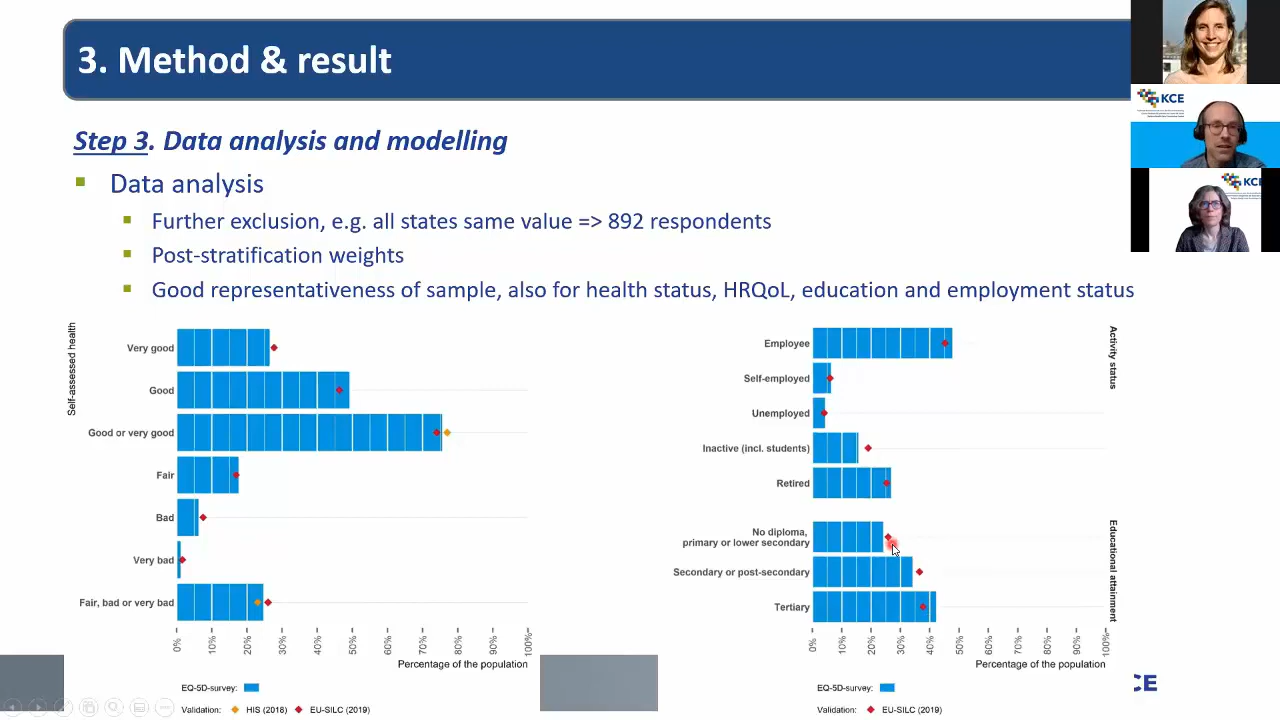 3. Method & result
Step 3. Data analysis and modelling
Data analysis
Further exclusion, e.g. all states same value => 892 respondents
Post-stratification weights
Good representativeness of sample, also for health status, HRQoL, education and employment status
Self-assessed health
Very good
Good
Good or very good
Fair
Bad
Very bad
Fair, bad or very bad
0%
10%
20%
30%
40%
50%
60%
70%
80%
90%
100%
Percentage of the population
EQ-5D-survey:
Validation: HIS (2018) EU-SILC (2019)
Activity status
Employee
Self-employed
Unemployed
Inactive (incl. students)
Retired
Educational attainment
No diploma,
primary or lower secondary
Secondary or post-secondary
Tertiary
0%
10%
20%
30%
40%
50%
60%
70%
80%
90%
100%
Percentage of the population
EQ-5D-survey:
Validation: EU-SILC (2019)
KCE
KCE
CE